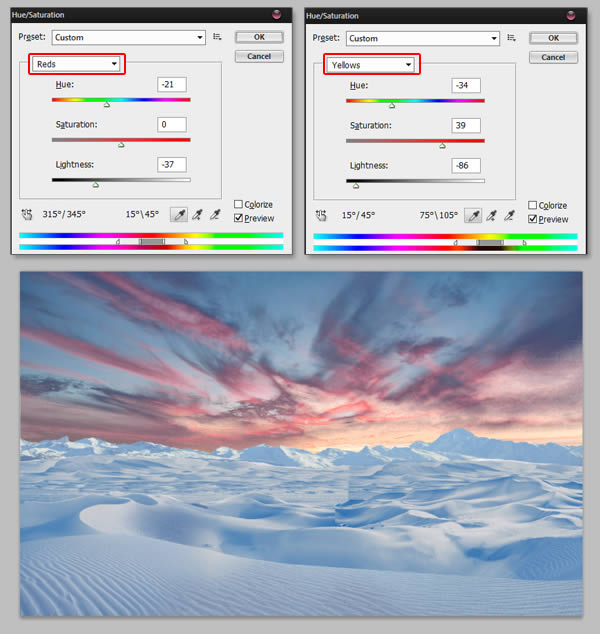 Hue/Saturation
Preset: Custom
OK
Cancel
Reds
Hue: -21
Saturation: 0
Lightness: -37
Colorize
Preview
315°/345° 15°\45°
Hue/Saturation
Preset: Custom
OK
Cancel
Yellows
Hue: -34
Saturation: 39
Lightness: -86
Colorize
Preview
15°/45° 75°\105°